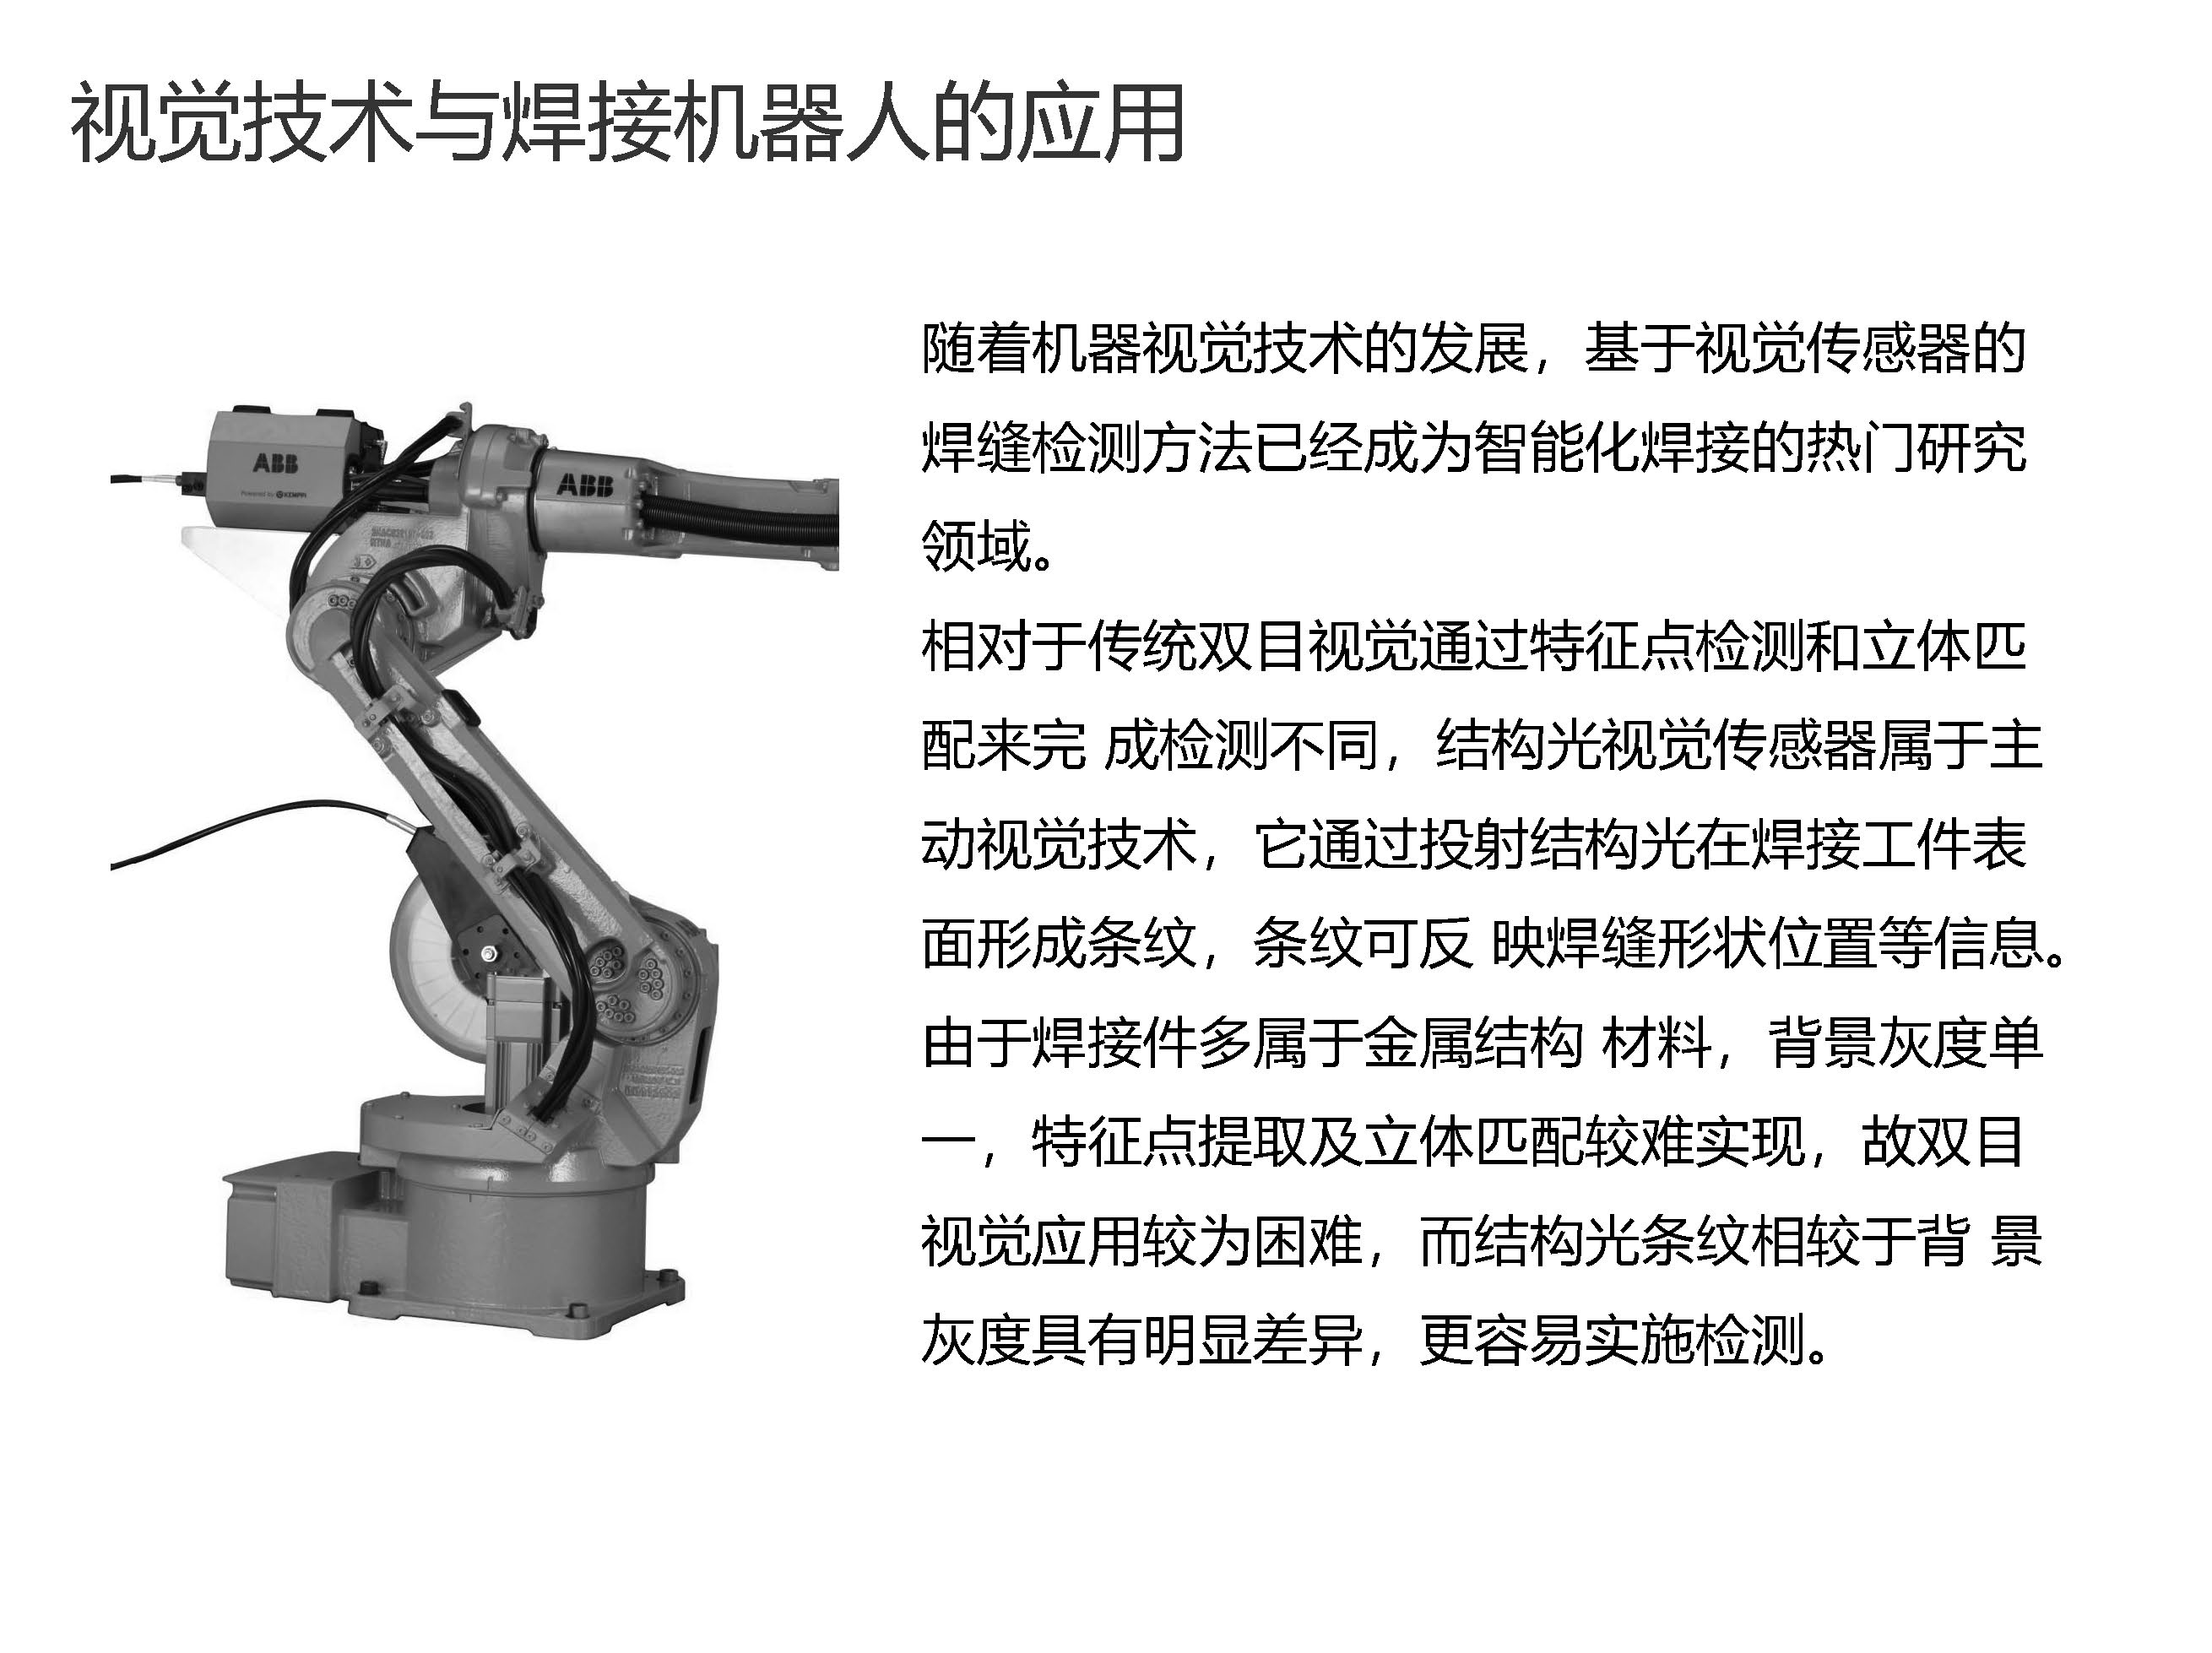 视觉技术与焊接机器人的应用
随着机器视觉技术的发展，基于视觉传感器的
焊缝检测方法已经成为智能化焊接的热门研究
领域。
相对于传统双目视觉通过特征点检测和立体匹
配来完 成检测不同，结构光视觉传感器属于主
动视觉技术，它通过投射结构光在焊接工件表
面形成条纹，条纹可反 映焊缝形状位置等信息。
由于焊接件多属于金属结构 材料，背景灰度单
一，特征点提取及立体匹配较难实现，故双目
视觉应用较为困难，而结构光条纹相较于背 景
灰度具有明显差异，更容易实施检测。
ABB
Powered by KEMPPI
ABB